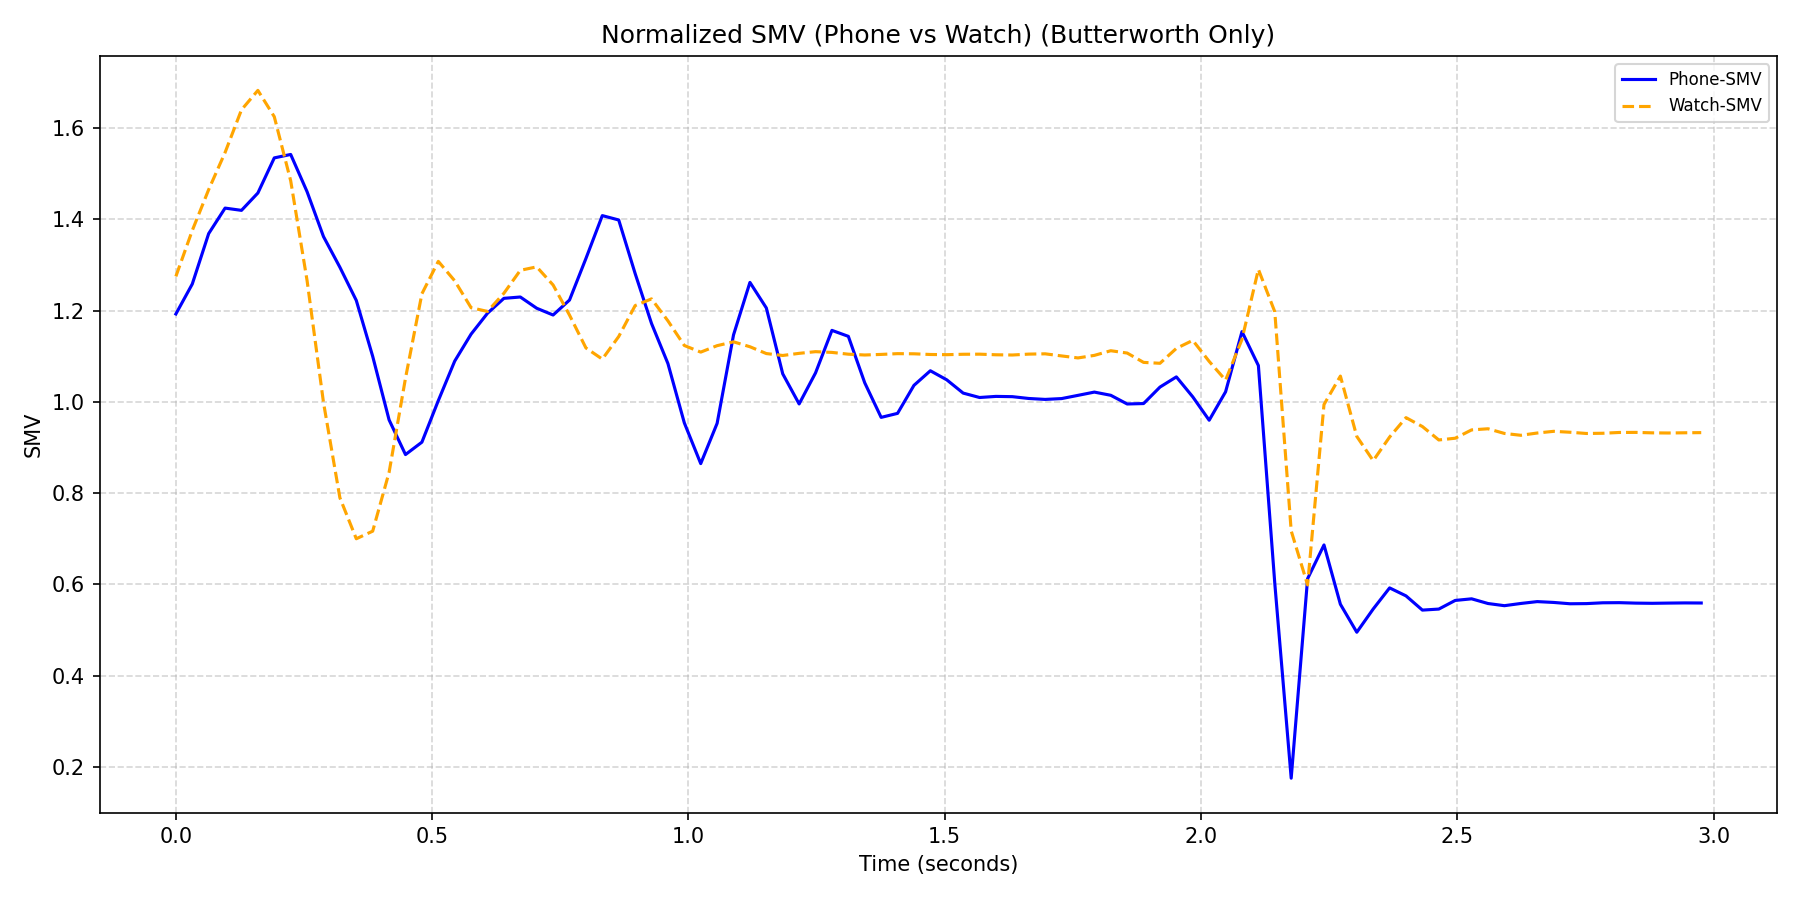 Normalized SMV (Phone vs Watch) (Butterworth Only)
Phone-SMV
Watch-SMV
SMV
1.6
1.4
1.2
1.0
0.8
0.6
0.4
0.2
0.0 0.5 1.0 1.5 2.0 2.5 3.0
Time (seconds)